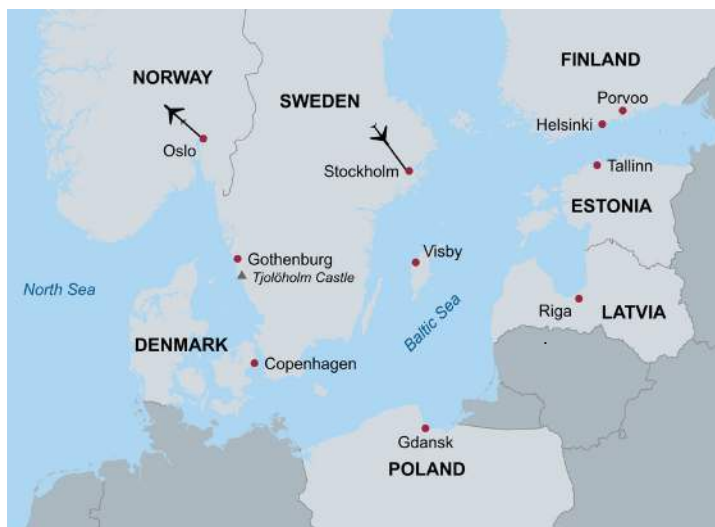 FINLAND
NORWAY
SWEDEN
Porvoo
Helsinki
Oslo
Stockholm
Tallinn
ESTONIA
Gothenburg
Visby
Tjolöholm Castle
North Sea
Riga
LATVIA
Baltic Sea
DENMARK
Copenhagen
Gdansk
POLAND